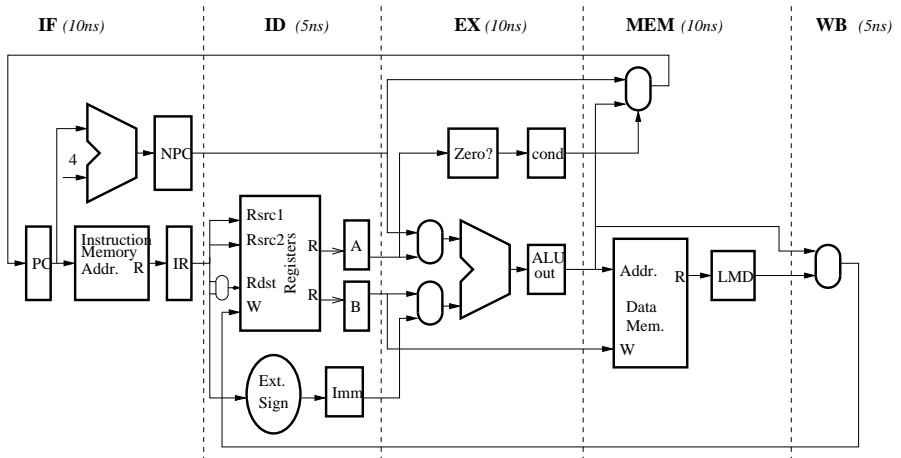 IF (10ns)
ID (5ns)
EX (10ns)
MEM (10ns)
WB (5ns)
4
NPC
Zero?
cond
PC
Instruction
Memory
Addr.
R
IR
Rsrc1
Rsrc2
Rdst
W
Registers
R
R
A
B
ALU
out
Addr.
R
Data
Mem.
W
LMD
Ext.
Sign
Imm